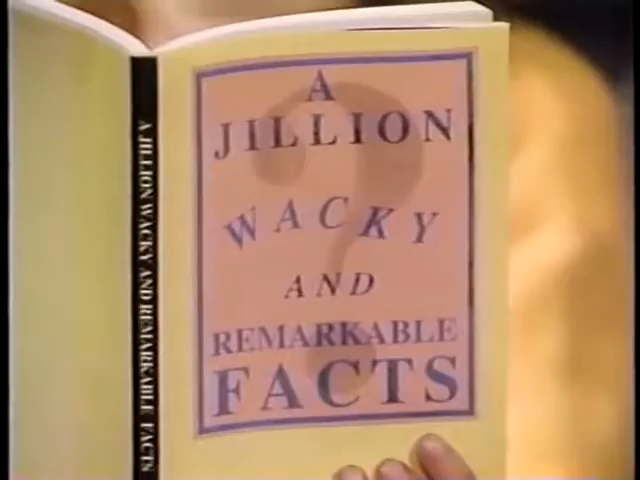 A
JILLION
WACKY
AND
REMARKABLE
FACTS
A JILLION WACKY AND REMARKABLE FACTS